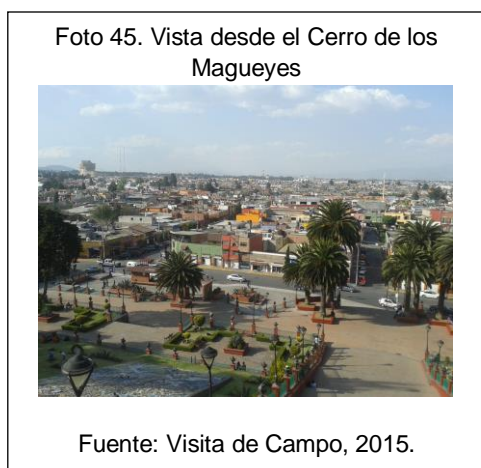 Foto 45. Vista desde el Cerro de los
Magueyes
Fuente: Visita de Campo, 2015.